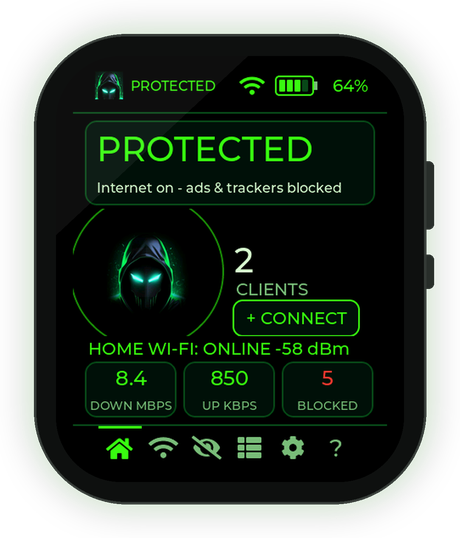 PROTECTED 64%
PROTECTED
Internet on - ads & trackers blocked
2
CLIENTS
+ CONNECT
HOME WI-FI: ONLINE -58 dBm
8.4 850 5
DOWN MBPS UP KBPS BLOCKED
?